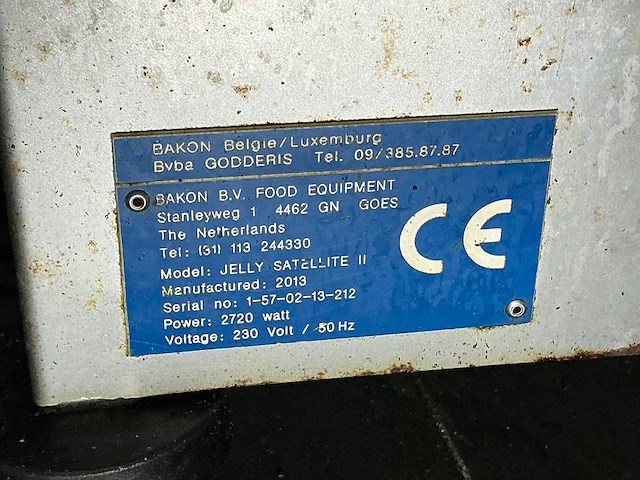 BAKON Belgie/Luxemburg
Bvba GODDERIS Tel. 09/385.87.87
BAKON B.V. FOOD EQUIPMENT
Stanleyweg 1 4462 GN GOES
The Netherlands
Tel: (31) 113 244330
Model: JELLY SATELLITE II
Manufactured: 2013
Serial no: 1-57-02-13-212
Power: 2720 watt
Voltage: 230 Volt / 50 Hz
CE